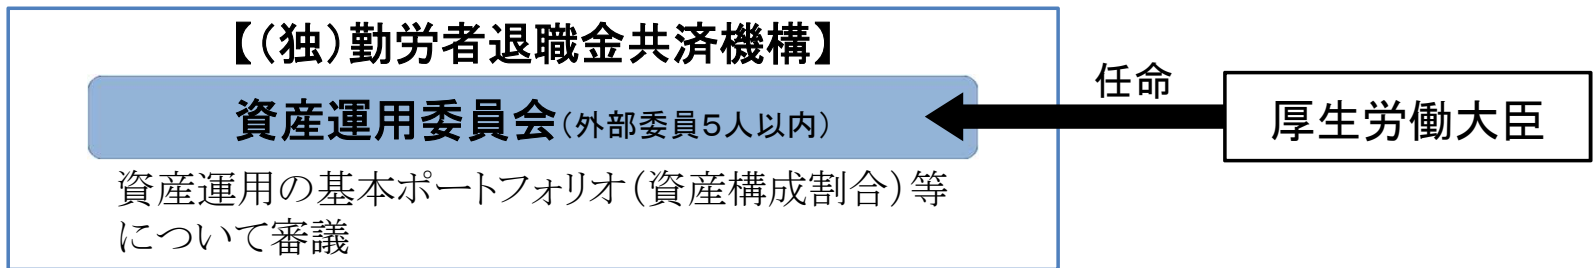 【(独)勤労者退職金共済機構】
資産運用委員会(外部委員5人以内)
資産運用の基本ポートフォリオ(資産構成割合)等
について審議
任命
厚生労働大臣